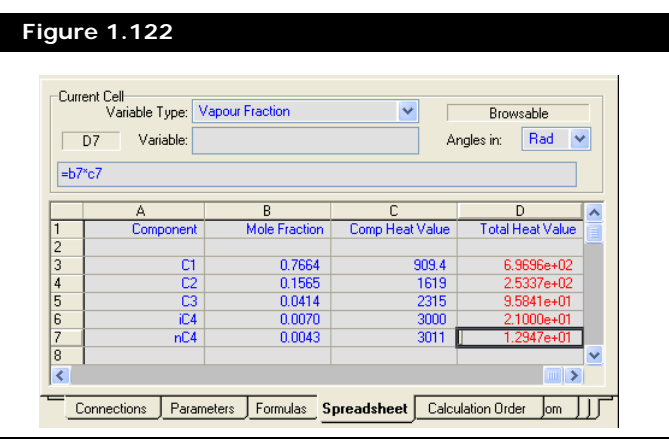 Figure 1.122
Current Cell
Variable Type: Vapour Fraction Browsable
D7 Variable: Angles in: Rad
=b7*c7
A B C D
1 Component Mole Fraction Comp Heat Value Total Heat Value
2
3 C1 0.7664 909.4 6.9696e+02
4 C2 0.1565 1619 2.5337e+02
5 C3 0.0414 2315 9.5841e+01
6 iC4 0.0070 3000 2.1000e+01
7 nC4 0.0043 3011 1.2947e+01
8
Connections Parameters Formulas Spreadsheet Calculation Order om